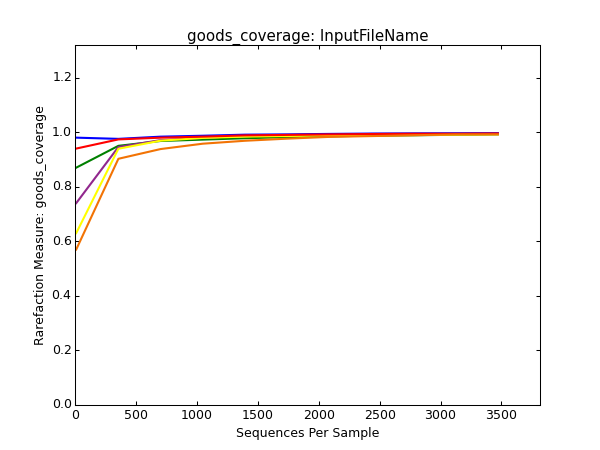 goods_coverage: InputFileName
Rarefaction Measure: goods_coverage
1.2
1.0
0.8
0.6
0.4
0.2
0.0
0 500 1000 1500 2000 2500 3000 3500
Sequences Per Sample